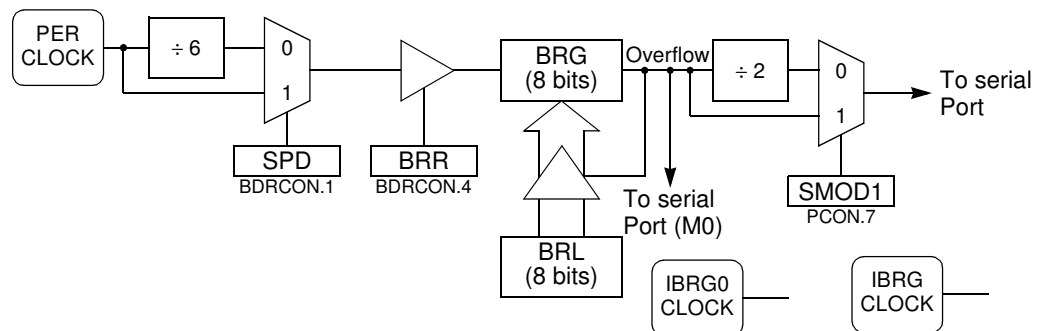 PER
CLOCK
÷ 6
0
1
SPD
BDRCON.1
BRR
BDRCON.4
BRG
(8 bits)
Overflow
÷ 2
0
1
To serial
Port
SMOD1
PCON.7
To serial
Port (M0)
BRL
(8 bits)
IBRG0
CLOCK
IBRG
CLOCK